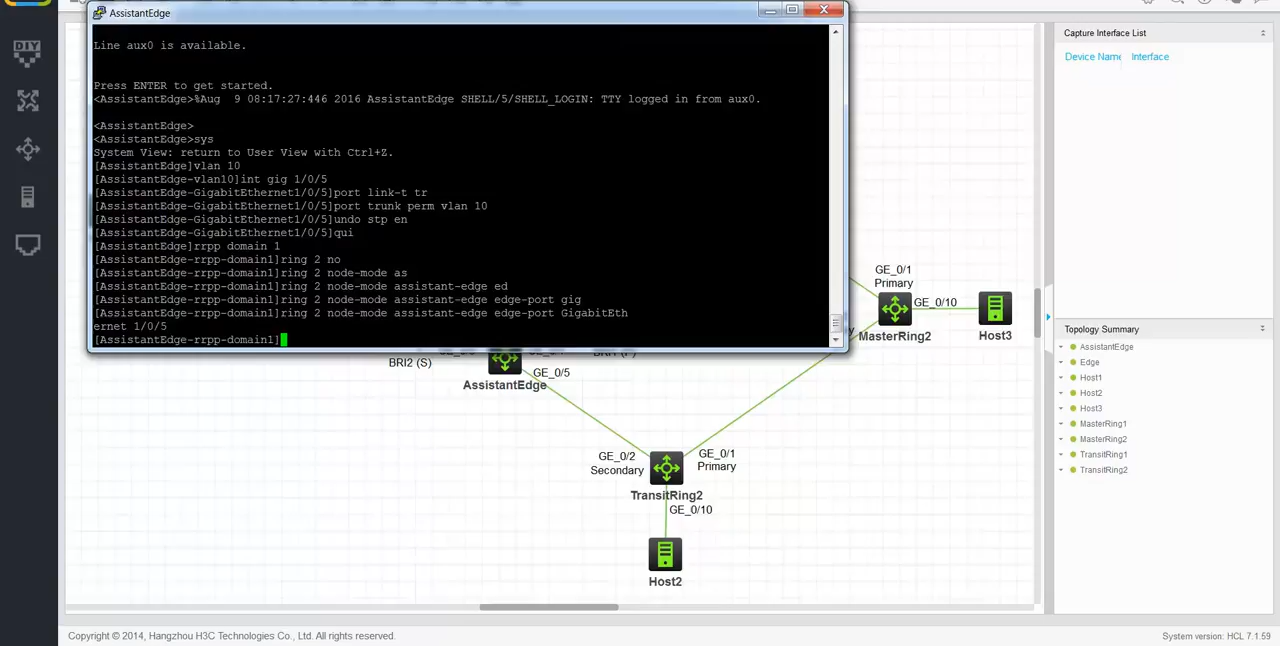 DIY
AssistantEdge
Line aux0 is available.
Press ENTER to get started.
<AssistantEdge>%Aug  9 08:17:27:446 2016 AssistantEdge SHELL/5/SHELL_LOGIN: TTY logged in from aux0.
<AssistantEdge>
<AssistantEdge>sys
System View: return to User View with Ctrl+Z.
[AssistantEdge]vlan 10
[AssistantEdge-vlan10]int gig 1/0/5
[AssistantEdge-GigabitEthernet1/0/5]port link-t tr
[AssistantEdge-GigabitEthernet1/0/5]port trunk perm vlan 10
[AssistantEdge-GigabitEthernet1/0/5]undo stp en
[AssistantEdge-GigabitEthernet1/0/5]qui
[AssistantEdge]rrpp domain 1
[AssistantEdge-rrpp-domain1]ring 2 no
[AssistantEdge-rrpp-domain1]ring 2 node-mode as
[AssistantEdge-rrpp-domain1]ring 2 node-mode assistant-edge ed
[AssistantEdge-rrpp-domain1]ring 2 node-mode assistant-edge edge-port gig
[AssistantEdge-rrpp-domain1]ring 2 node-mode assistant-edge edge-port GigabitEth
ernet 1/0/5
[AssistantEdge-rrpp-domain1]
GE_0/1
Primary
GE_0/10
MasterRing2
Host3
BRI2 (S)
AssistantEdge
GE_0/5
GE_0/2
Secondary
GE_0/1
Primary
TransitRing2
GE_0/10
Host2
Capture Interface List
Device Name
Interface
Topology Summary
AssistantEdge
Edge
Host1
Host2
Host3
MasterRing1
MasterRing2
TransitRing1
TransitRing2
Copyright © 2014, Hangzhou H3C Technologies Co., Ltd. All rights reserved.
System version: HCL 7.1.59